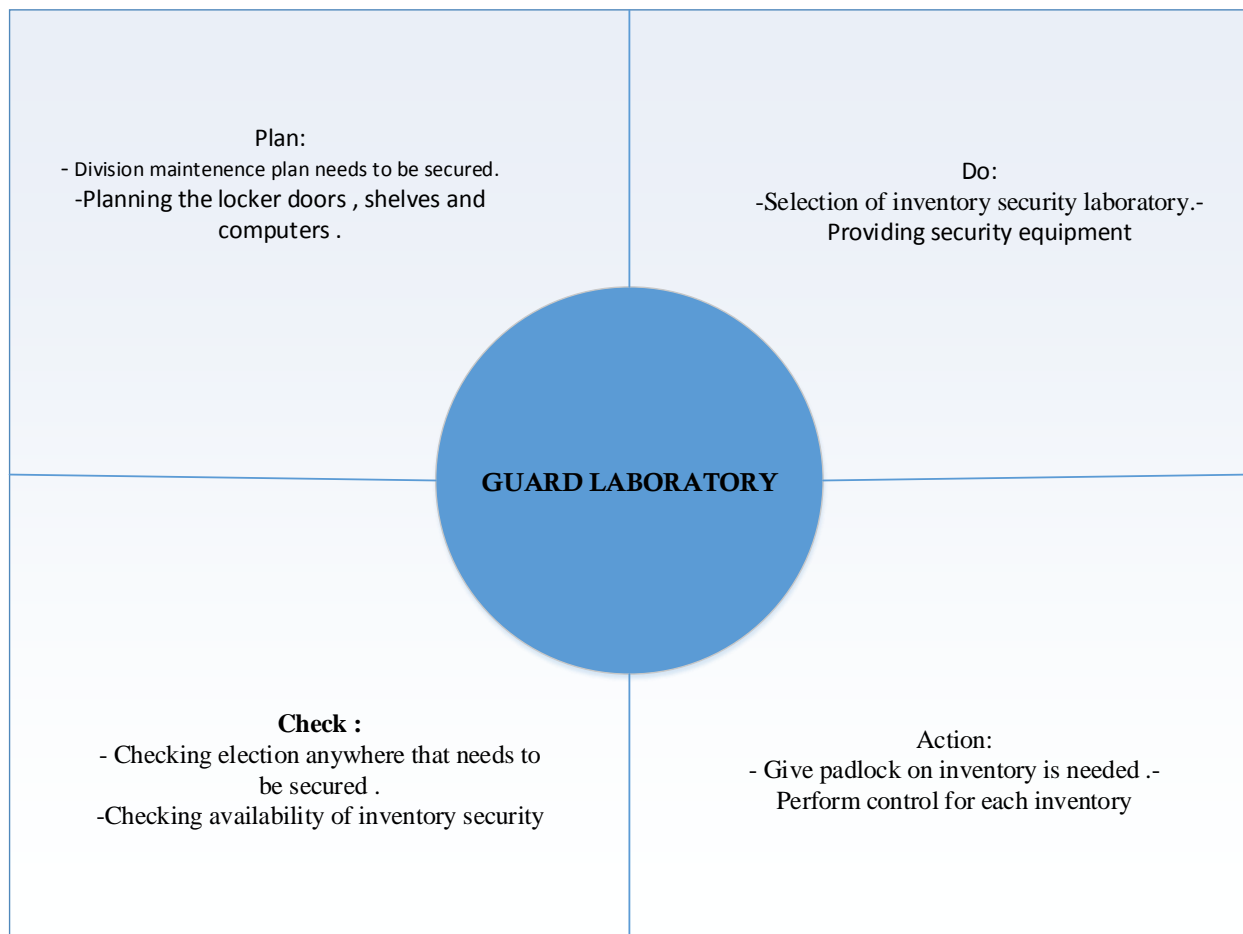 Plan:
- Division maintenence plan needs to be secured.
-Planning the locker doors , shelves and
computers .
Do:
-Selection of inventory security laboratory.-
Providing security equipment
GUARD LABORATORY
Check :
- Checking election anywhere that needs to
be secured .
-Checking availability of inventory security
Action:
- Give padlock on inventory is needed .-
Perform control for each inventory